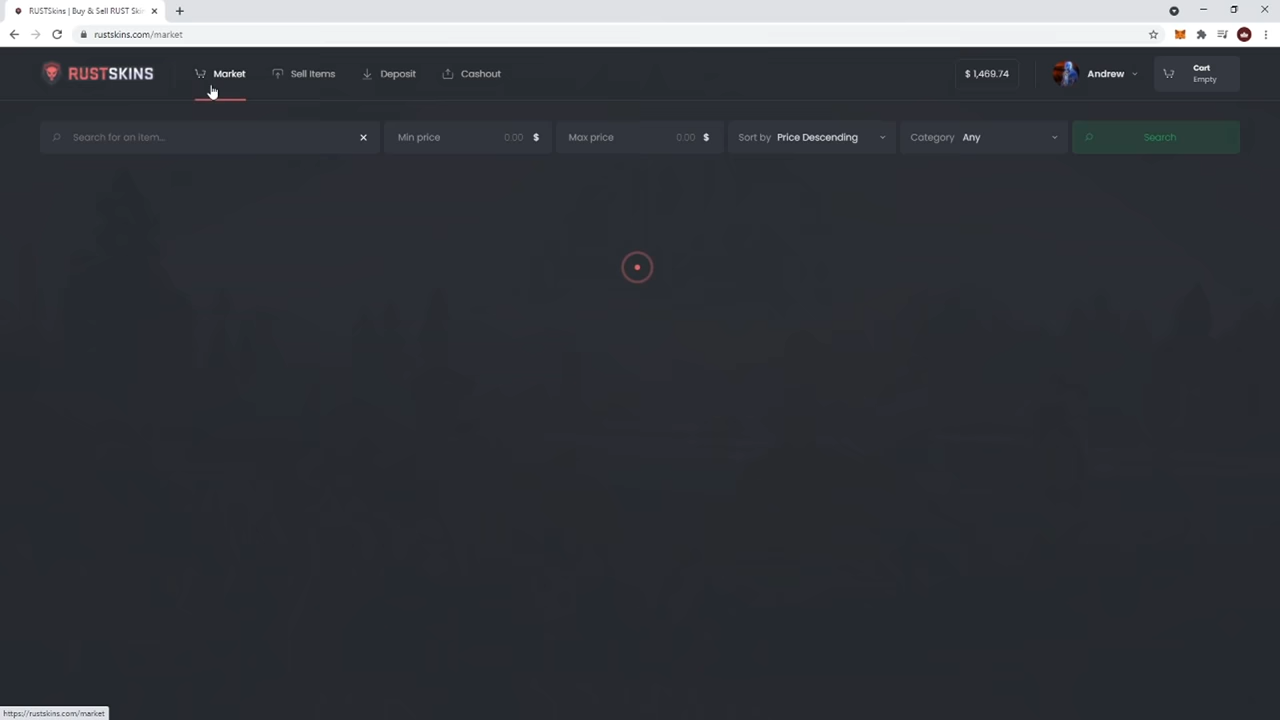 RUSTSkins | Buy & Sell RUST Skin
rustskins.com/market
RUSTSKINS
Market
Sell Items
Deposit
Cashout
$ 1,469.74
Andrew
Cart
Empty
Search for an item...
Min price 0.00 $
Max price 0.00 $
Sort by Price Descending
Category Any
Search
https://rustskins.com/market